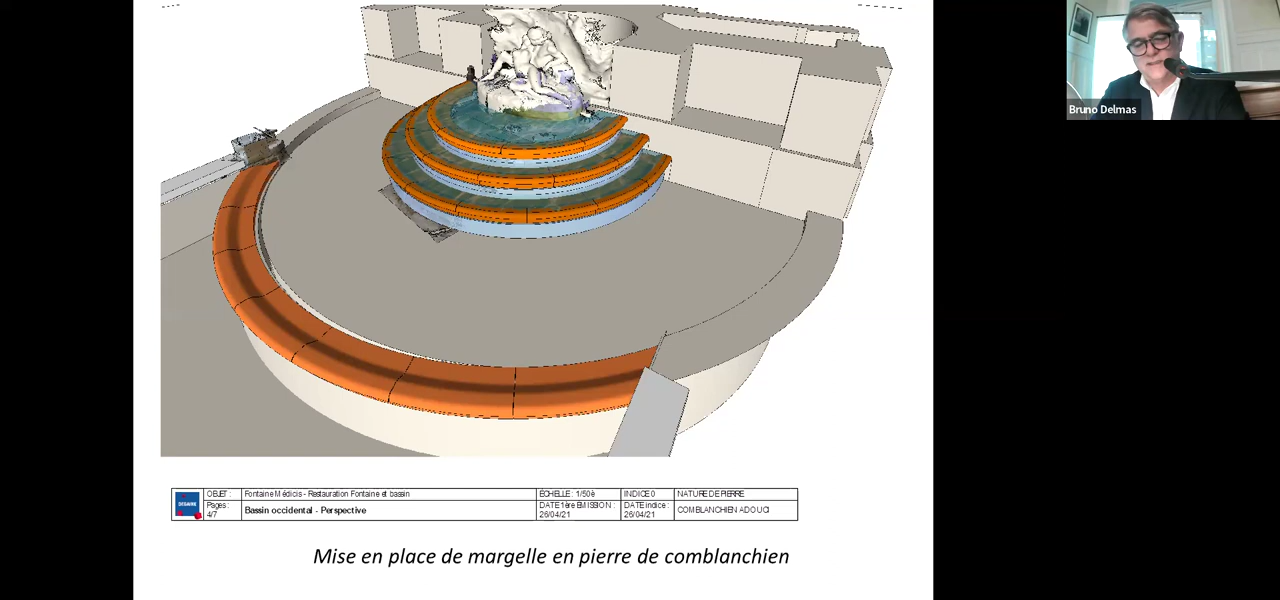 Bruno Delmas
DEGAINE
OBJET : Fontaine Médicis - Restauration Fontaine et bassin ÉCHELLE : 1/50è INDICE 0 NATURE DE PIERRE
Pages : 4/7 Bassin occidental - Perspective DATE 1ère EMISSION : 26/04/21 DATE indice : 26/04/21 COMBLANCHIEN ADOUCI
Mise en place de margelle en pierre de comblanchien